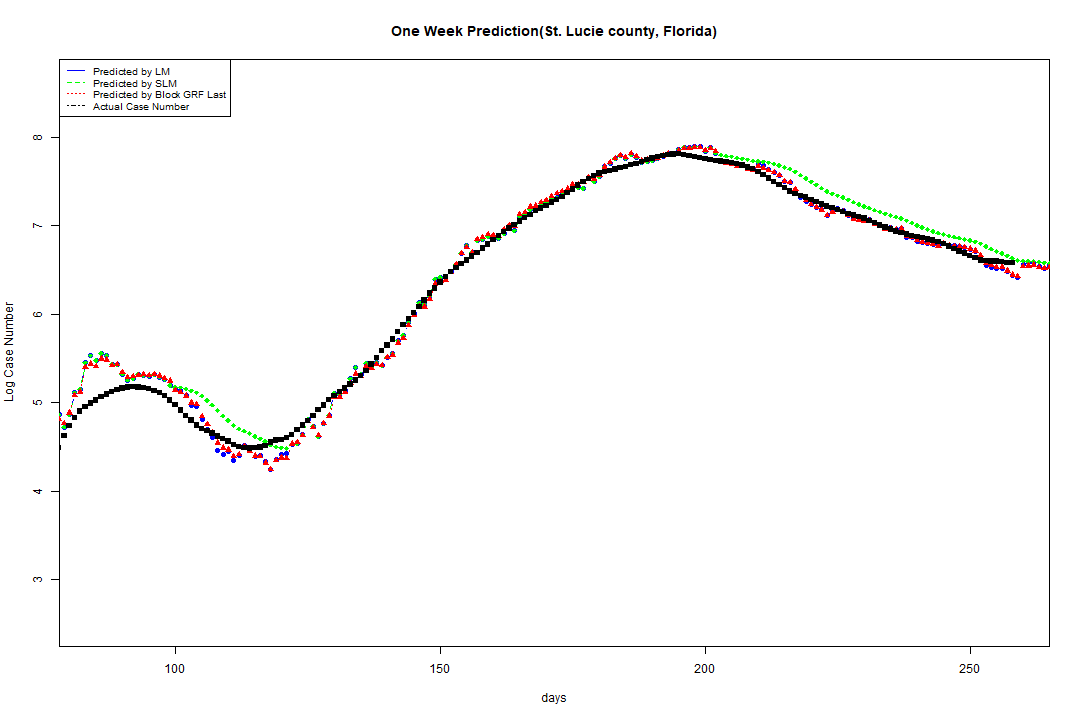 One Week Prediction(St. Lucie county, Florida)
Predicted by LM
Predicted by SLM
Predicted by Block GRF Last
Actual Case Number
8
7
6
5
4
3
Log Case Number
100 150 200 250
days